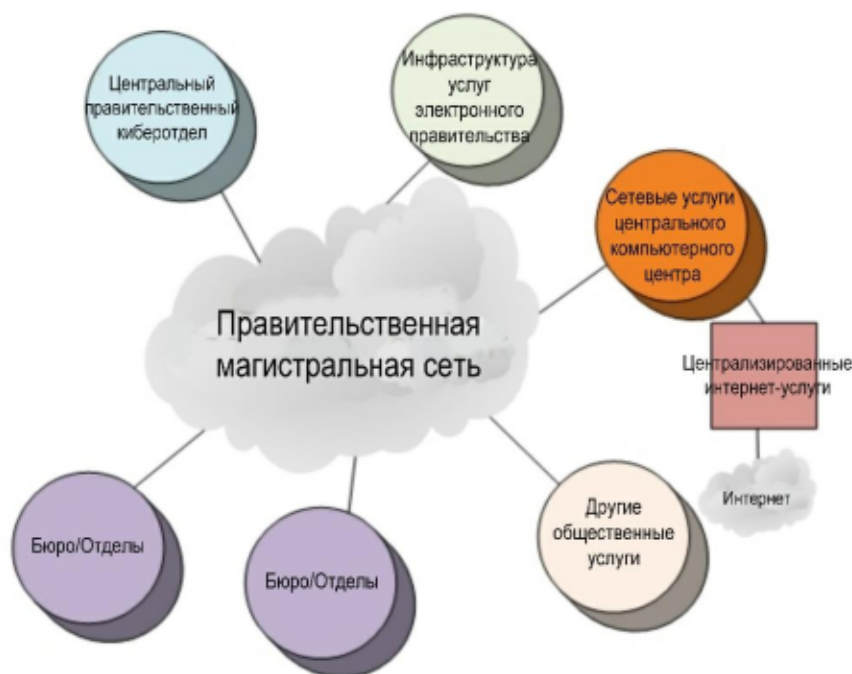 Центральный
правительственный
киберотдел
Инфраструктура
услуг
электронного
правительства
Сетевые услуги
центрального
компьютерного
центра
Правительственная
магистральная сеть
Централизированные
интернет-услуги
Интернет
Бюро/Отделы
Бюро/Отделы
Другие
общественные
услуги